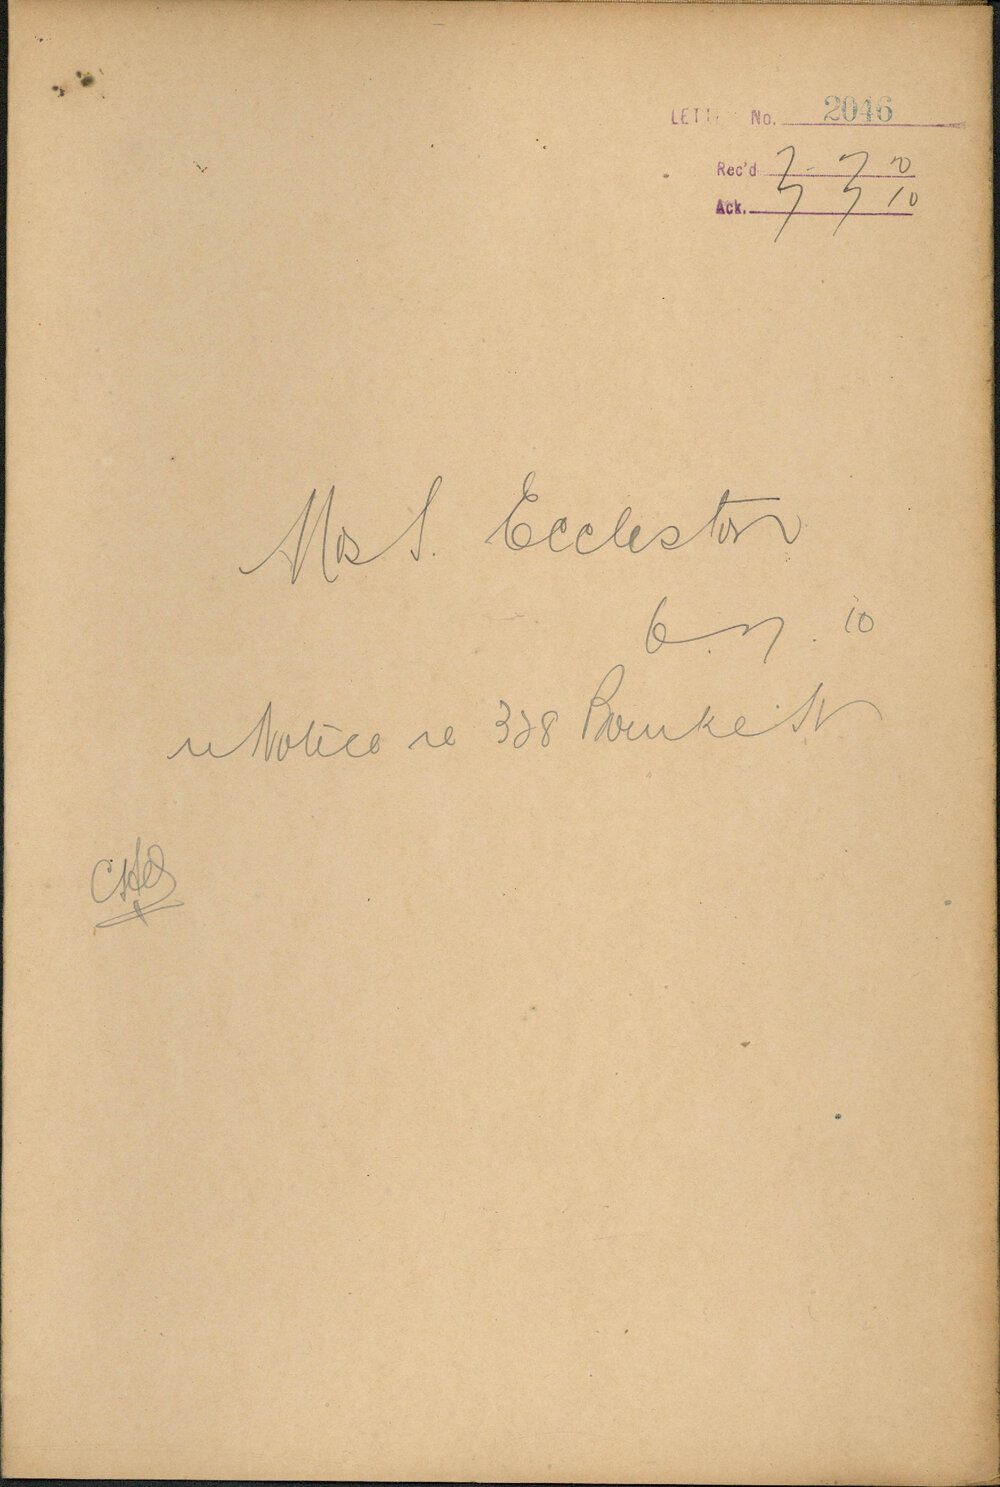 LETTE No. 2046
Rec'd 7-7 10
Ack. 7 7 10
Mrs S. Eccleston
6. 7. 10
re Notice re 328 Bourke St